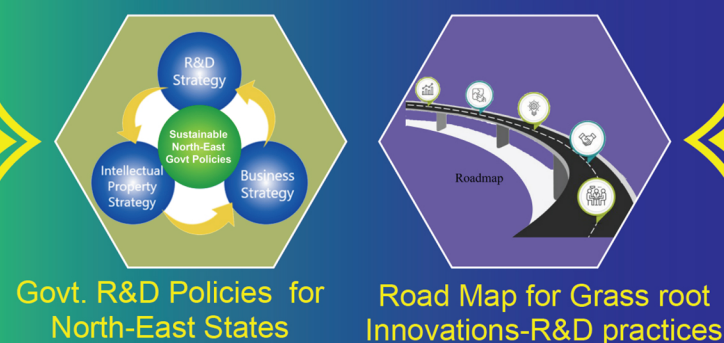 R&D
Strategy
Sustainable
North-East
Govt Policies
Intellectual
Property
Strategy
Business
Strategy
Govt. R&D Policies for
North-East States
Roadmap
Road Map for Grass root
Innovations-R&D practices